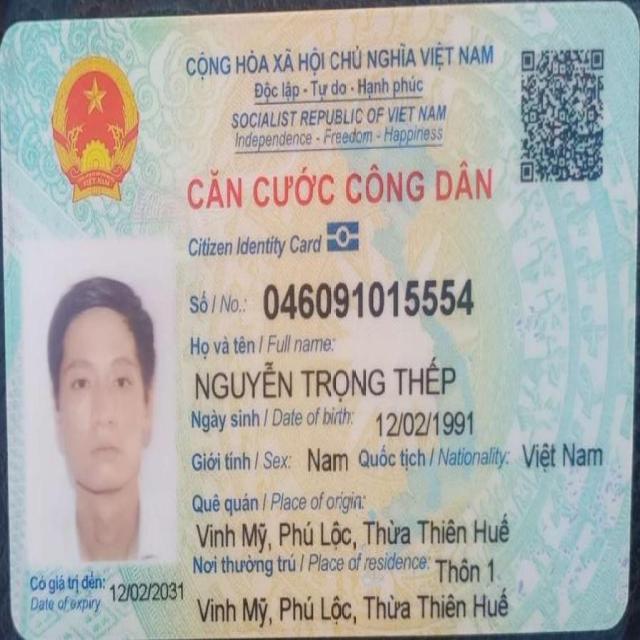 CỘNG HÒA XÃ HỘI CHỦ NGHĨA VIỆT NAM
Độc lập - Tự do - Hạnh phúc
SOCIALIST REPUBLIC OF VIET NAM
Independence - Freedom - Happiness
CĂN CƯỚC CÔNG DÂN
Citizen Identity Card
Số / No.: 046091015554
Họ và tên / Full name:
NGUYỄN TRỌNG THẾP
Ngày sinh / Date of birth: 12/02/1991
Giới tính / Sex: Nam Quốc tịch / Nationality: Việt Nam
Quê quán / Place of origin:
Vinh Mỹ, Phú Lộc, Thừa Thiên Huế
Nơi thường trú / Place of residence: Thôn 1
Vinh Mỹ, Phú Lộc, Thừa Thiên Huế
Có giá trị đến: 12/02/2031
Date of expiry